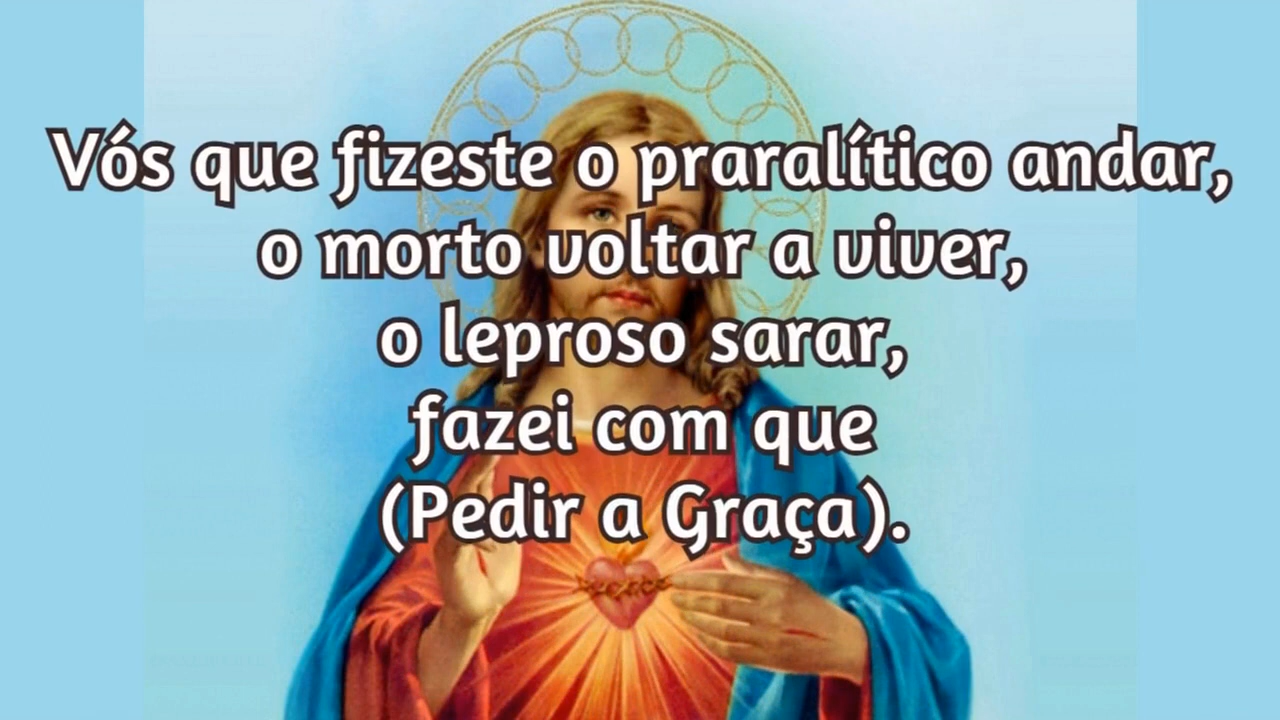 Vós que fizeste o praralítico andar,
o morto voltar a viver,
o leproso sarar,
fazei com que
(Pedir a Graça).